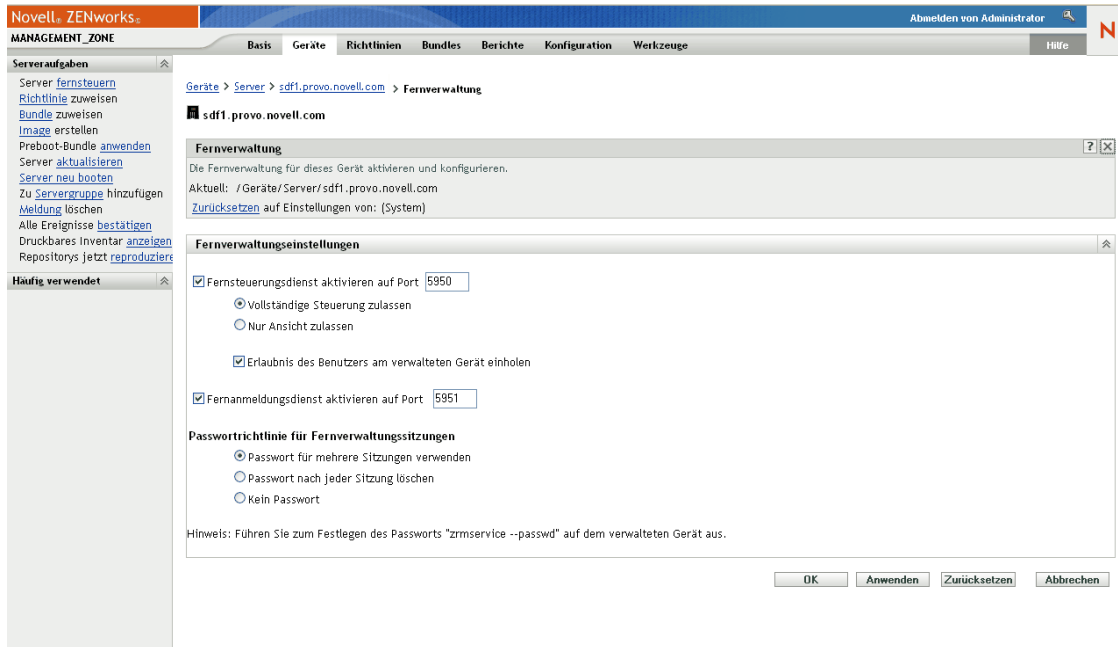 Novell® ZENworks®
Abmelden von Administrator
N
MANAGEMENT_ZONE
Basis Geräte Richtlinien Bundles Berichte Konfiguration Werkzeuge
Hilfe
Serveraufgaben
Server fernsteuern
Richtlinie zuweisen
Bundle zuweisen
Image erstellen
Preboot-Bundle anwenden
Server aktualisieren
Server neu booten
Zu Servergruppe hinzufügen
Meldung löschen
Alle Ereignisse bestätigen
Druckbares Inventar anzeigen
Repositorys jetzt reproduziere
Häufig verwendet
Geräte > Server > sdf1.provo.novell.com > Fernverwaltung
sdf1.provo.novell.com
Fernverwaltung
?
Die Fernverwaltung für dieses Gerät aktivieren und konfigurieren.
Aktuell: /Geräte/Server/sdf1.provo.novell.com
Zurücksetzen auf Einstellungen von: (System)
Fernverwaltungseinstellungen
Fernsteuerungsdienst aktivieren auf Port 5950
Vollständige Steuerung zulassen
Nur Ansicht zulassen
Erlaubnis des Benutzers am verwalteten Gerät einholen
Fernanmeldungsdienst aktivieren auf Port 5951
Passwortrichtlinie für Fernverwaltungssitzungen
Passwort für mehrere Sitzungen verwenden
Passwort nach jeder Sitzung löschen
Kein Passwort
Hinweis: Führen Sie zum Festlegen des Passworts "zrmservice --passwd" auf dem verwalteten Gerät aus.
OK Anwenden Zurücksetzen Abbrechen